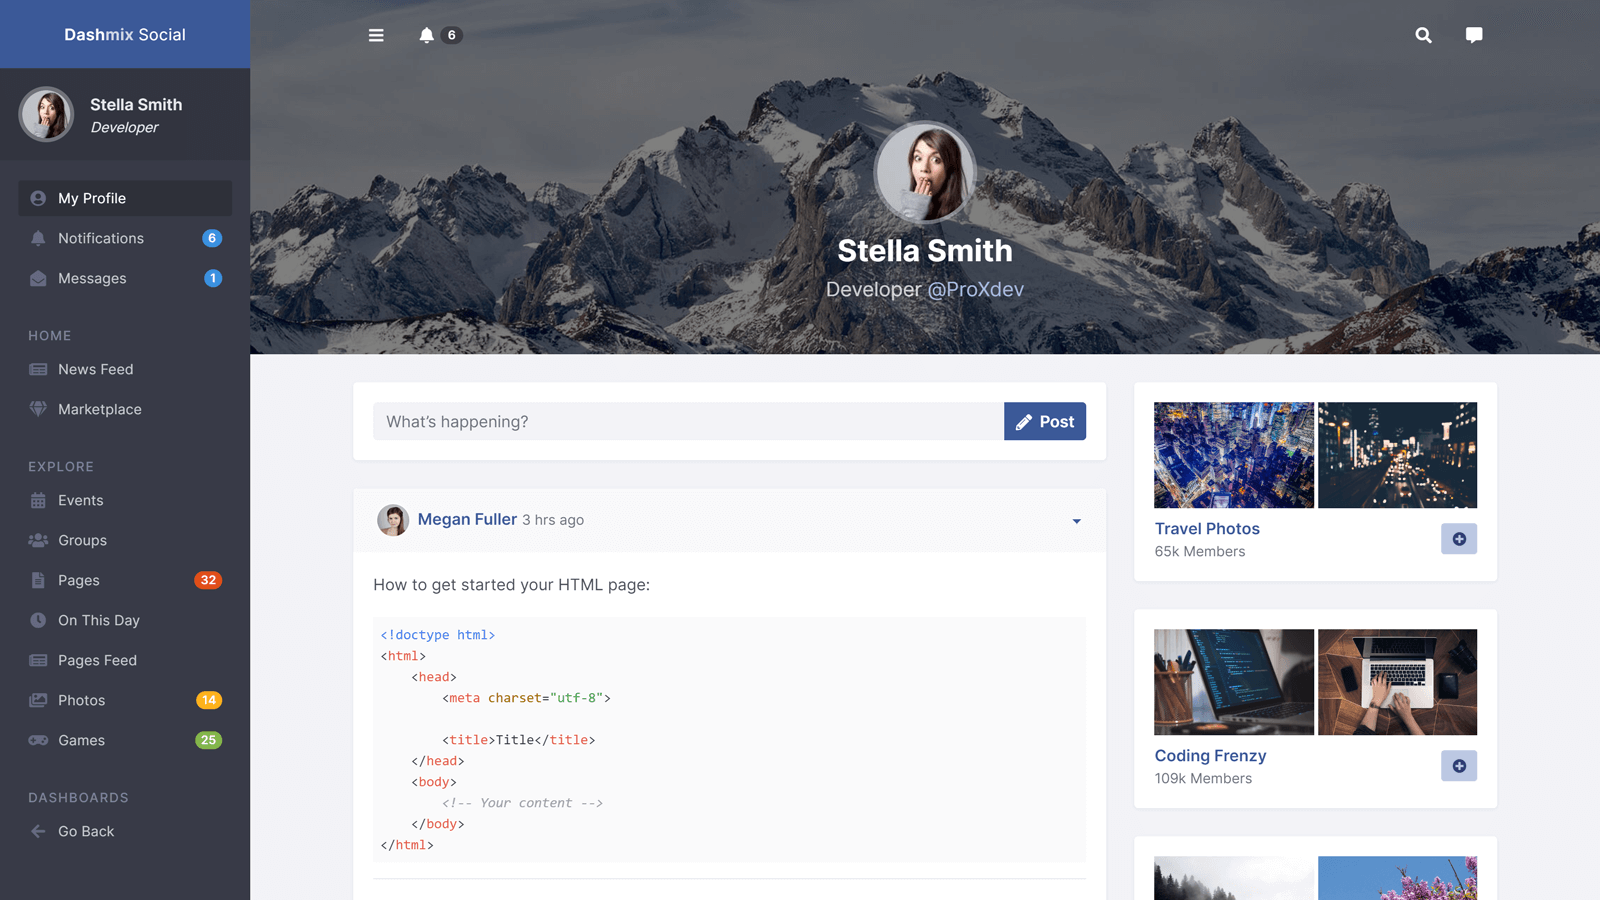 Dashmix Social
Stella Smith
Developer
My Profile
Notifications 6
Messages 1
HOME
News Feed
Marketplace
EXPLORE
Events
Groups
Pages 32
On This Day
Pages Feed
Photos 14
Games 25
DASHBOARDS
Go Back
6
Stella Smith
Developer @ProXdev
What's happening?
Post
Megan Fuller 3 hrs ago
How to get started your HTML page:
<!doctype html>
<html>
    <head>
        <meta charset="utf-8">
        <title>Title</title>
    </head>
    <body>
        <!-- Your content -->
    </body>
</html>
Travel Photos
65k Members
Coding Frenzy
109k Members